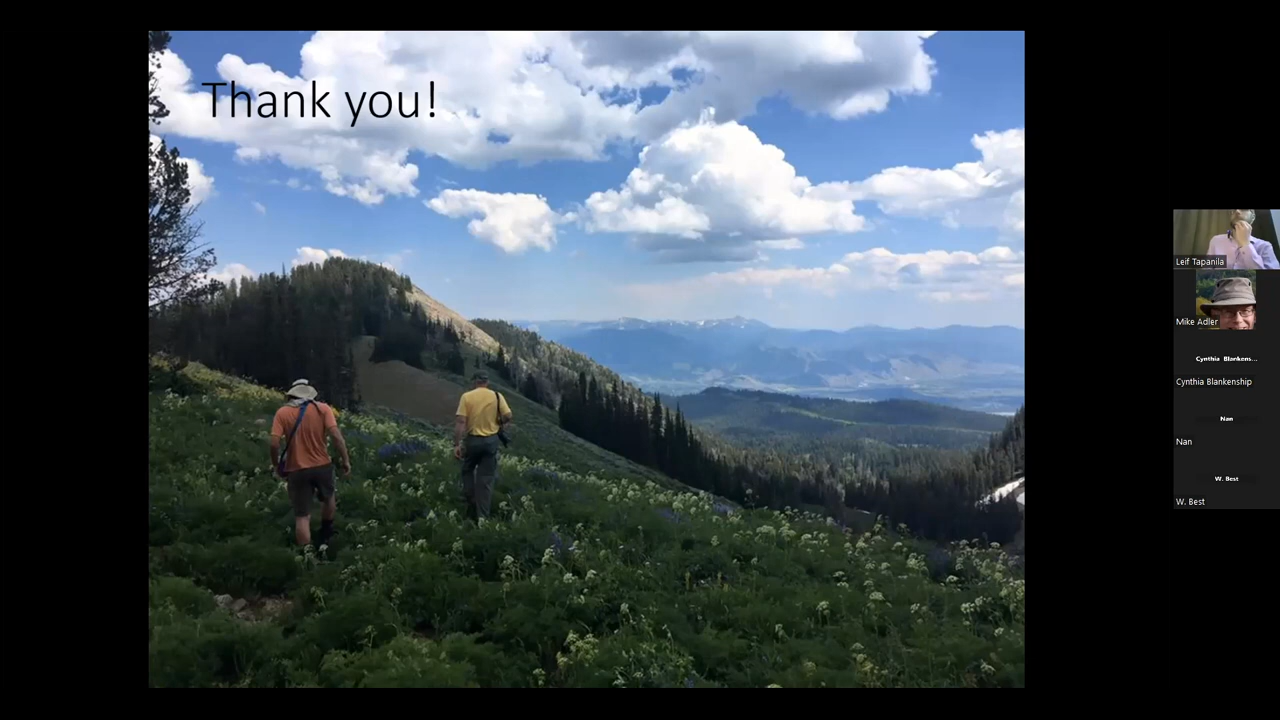 Thank you!
Leif Tapanila
Mike Adler
Cynthia Blankens...
Cynthia Blankenship
Nan
Nan
W. Best
W. Best